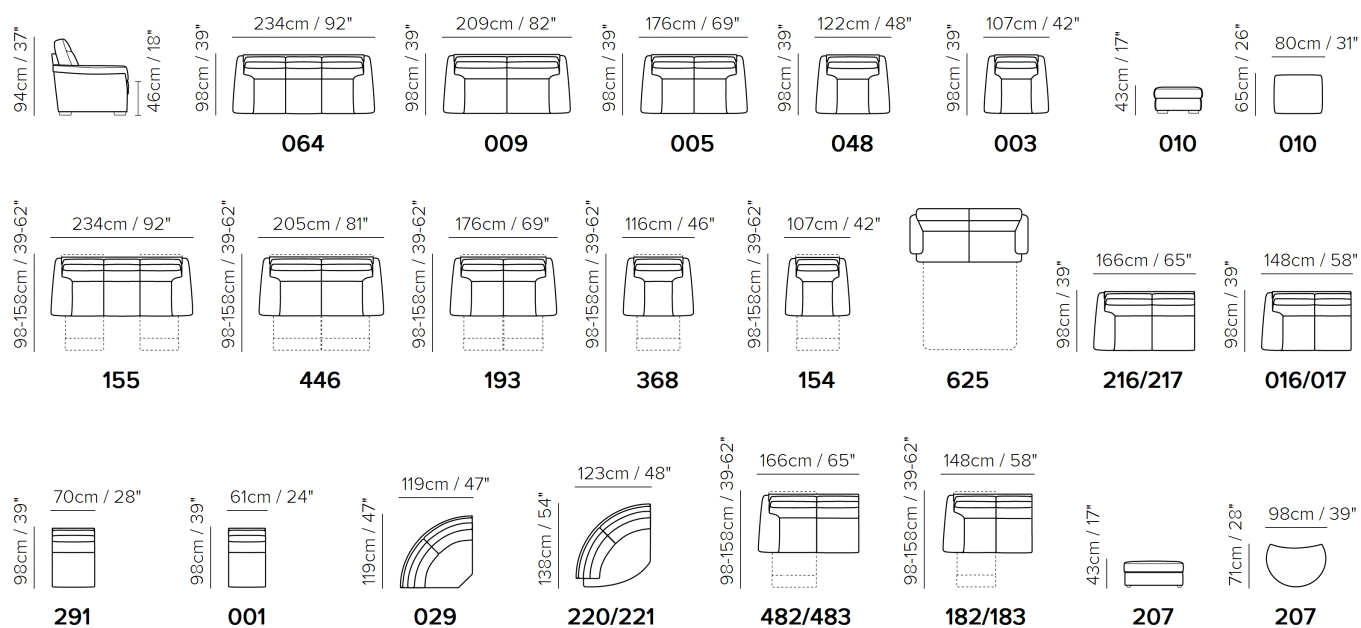 94cm / 37"
46cm / 18"
98cm / 39"
234cm / 92"
064
98cm / 39"
209cm / 82"
009
98cm / 39"
176cm / 69"
005
98cm / 39"
122cm / 48"
048
98cm / 39"
107cm / 42"
003
43cm / 17"
010
65cm / 26"
80cm / 31"
010
98-158cm / 39-62"
234cm / 92"
155
98-158cm / 39-62"
205cm / 81"
446
98-158cm / 39-62"
176cm / 69"
193
98-158cm / 39-62"
116cm / 46"
368
98-158cm / 39-62"
107cm / 42"
154
625
98cm / 39"
166cm / 65"
216/217
98cm / 39"
148cm / 58"
016/017
98cm / 39"
70cm / 28"
291
98cm / 39"
61cm / 24"
001
119cm / 47"
119cm / 47"
029
138cm / 54"
123cm / 48"
220/221
98-158cm / 39-62"
166cm / 65"
482/483
98-158cm / 39-62"
148cm / 58"
182/183
43cm / 17"
207
71cm / 28"
98cm / 39"
207